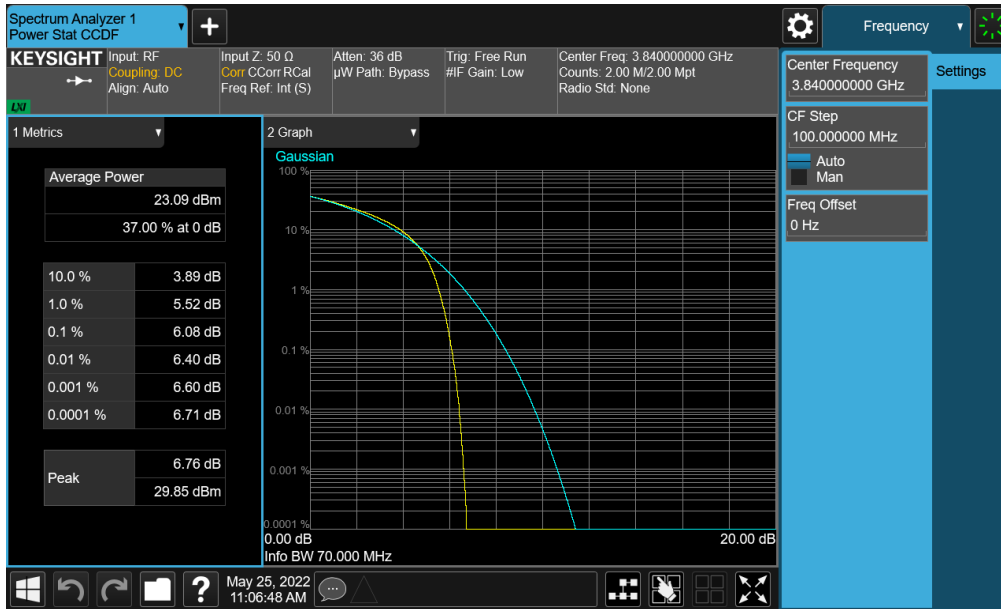 Spectrum Analyzer 1
Power Stat CCDF
Frequency
KEYSIGHT
LXI
Input: RF
Coupling: DC
Align: Auto
Input Z: 50 Ω
Corr CCorr RCal
Freq Ref: Int (S)
Atten: 36 dB
µW Path: Bypass
Trig: Free Run
#IF Gain: Low
Center Freq: 3.840000000 GHz
Counts: 2.00 M/2.00 Mpt
Radio Std: None
Center Frequency
3.840000000 GHz
Settings
CF Step
100.000000 MHz
Auto
Man
Freq Offset
0 Hz
1 Metrics
Average Power
23.09 dBm
37.00 % at 0 dB
10.0 % 3.89 dB
1.0 % 5.52 dB
0.1 % 6.08 dB
0.01 % 6.40 dB
0.001 % 6.60 dB
0.0001 % 6.71 dB
Peak
6.76 dB
29.85 dBm
2 Graph
Gaussian
100 %
10 %
1 %
0.1 %
0.01 %
0.001 %
0.0001 %
0.00 dB 20.00 dB
Info BW 70.000 MHz
?
May 25, 2022
11:06:48 AM